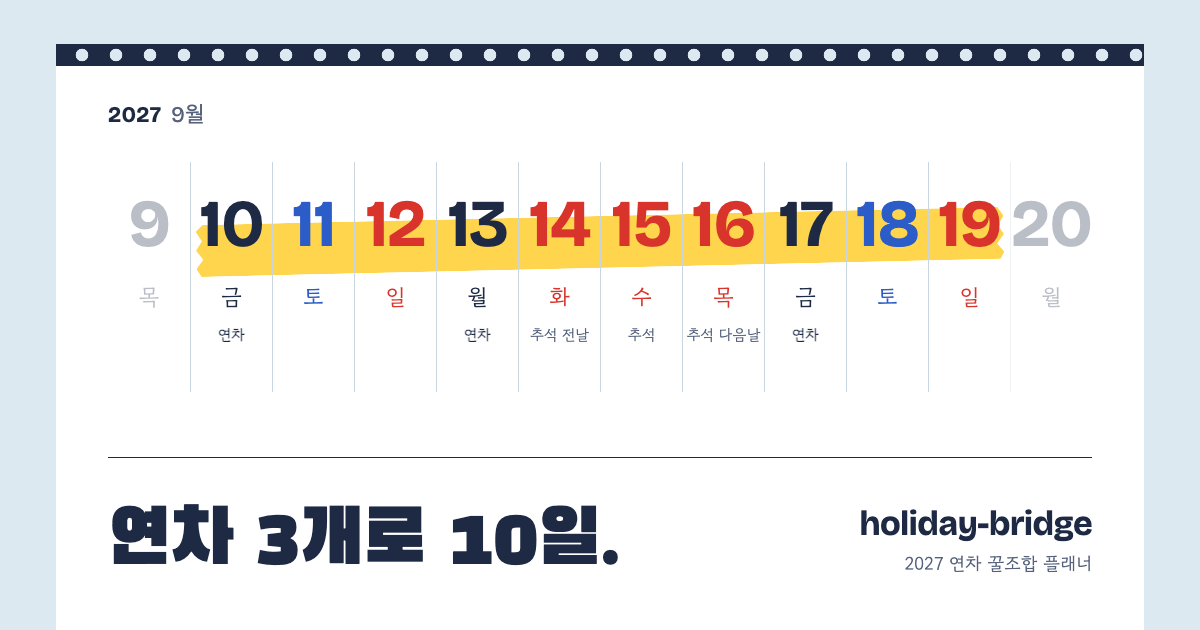 2027 9월
9 10 11 12 13 14 15 16 17 18 19 20
목 금 토 일 월 화 수 목 금 토 일 월
연차 연차 추석 전날 추석 추석 다음날 연차
연차 3개로 10일.
holiday-bridge
2027 연차 꿀조합 플래너